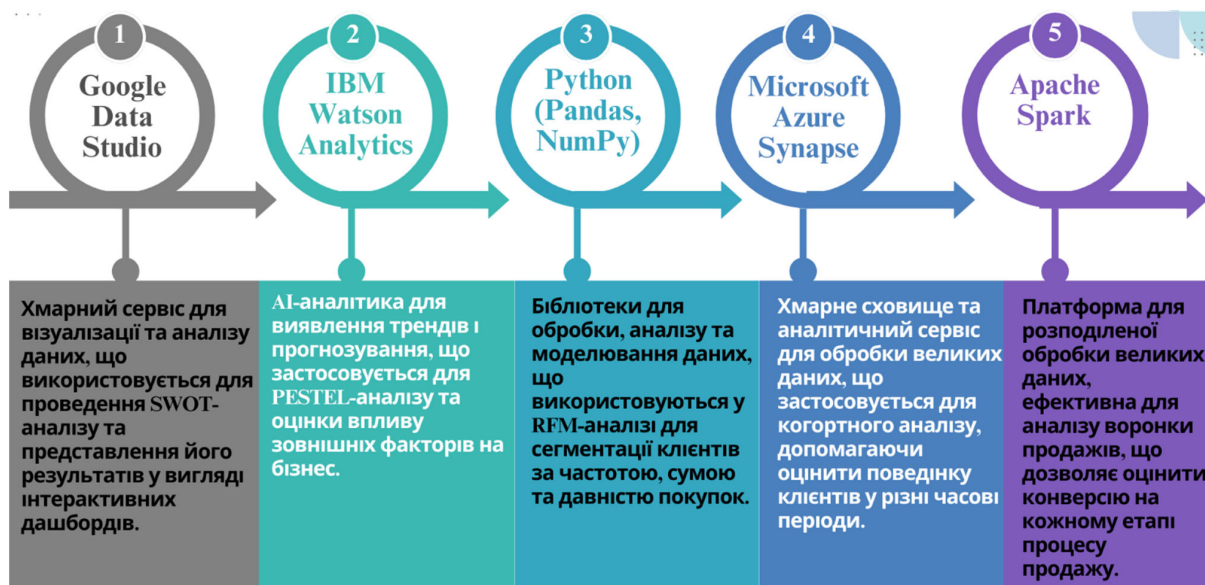 1
Google
Data
Studio
2
IBM
Watson
Analytics
3
Python
(Pandas,
NumPy)
4
Microsoft
Azure
Synapse
5
Apache
Spark
Хмарний сервіс для
візуалізації та аналізу
даних, що
використовується для
проведення SWOT-
аналізу та
представлення його
результатів у вигляді
інтерактивних
дашбордів.
AI-аналітика для
виявлення трендів і
прогнозування, що
застосовується для
PESTEL-аналізу та
оцінки впливу
зовнішніх факторів на
бізнес.
Бібліотеки для
обробки, аналізу та
моделювання даних,
що
використовуються у
RFM-аналізі для
сегментації клієнтів
за частотою, сумою
та давністю покупок.
Хмарне сховище та
аналітичний сервіс
для обробки великих
даних, що
застосовується для
когортного аналізу,
допомагаючи
оцінити поведінку
клієнтів у різні часові
періоди.
Платформа для
розподіленої
обробки великих
даних,
ефективна для
аналізу воронки
продажів, що
дозволяє оцінити
конверсію на
кожному етапі
процесу
продажу.